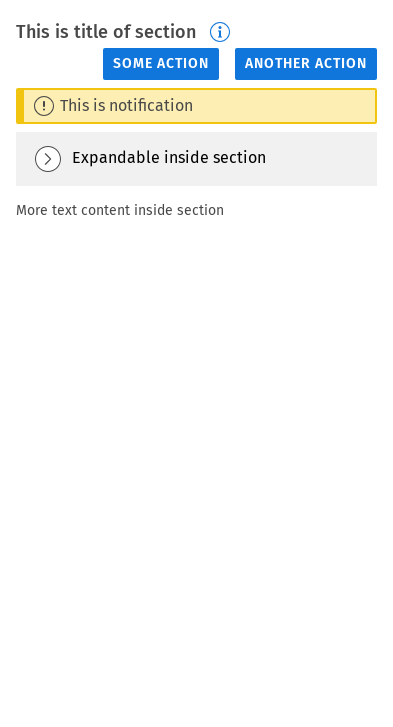 This is title of section
SOME ACTION ANOTHER ACTION
This is notification
Expandable inside section
More text content inside section